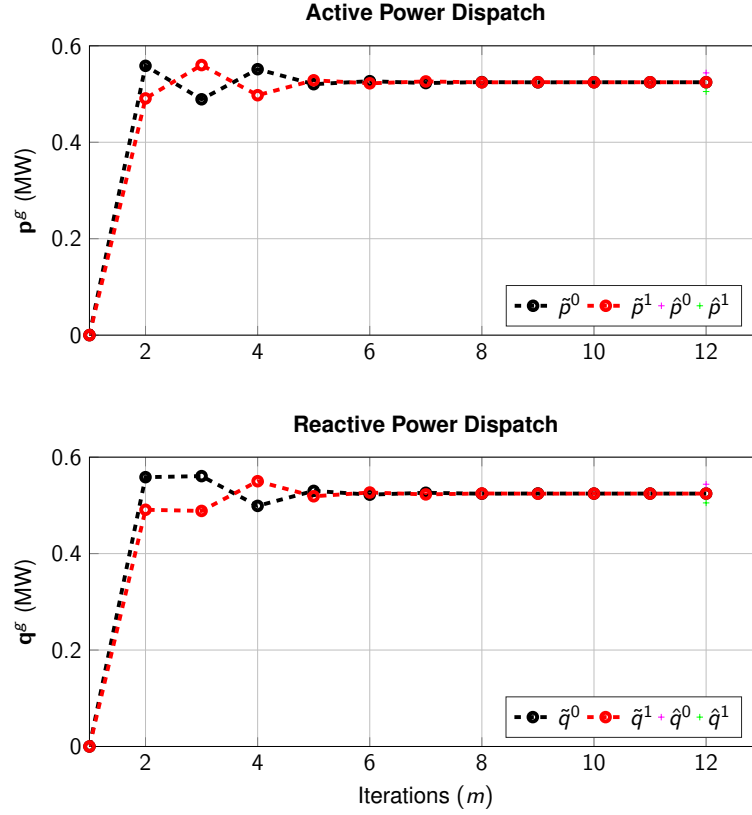 Active Power Dispatch
0.6
0.4
0.2
0
p^g (MW)
p̃^0 p̃^1 p̂^0 p̂^1
2 4 6 8 10 12
Reactive Power Dispatch
0.6
0.4
0.2
0
q^g (MW)
q̃^0 q̃^1 q̂^0 q̂^1
2 4 6 8 10 12
Iterations (m)